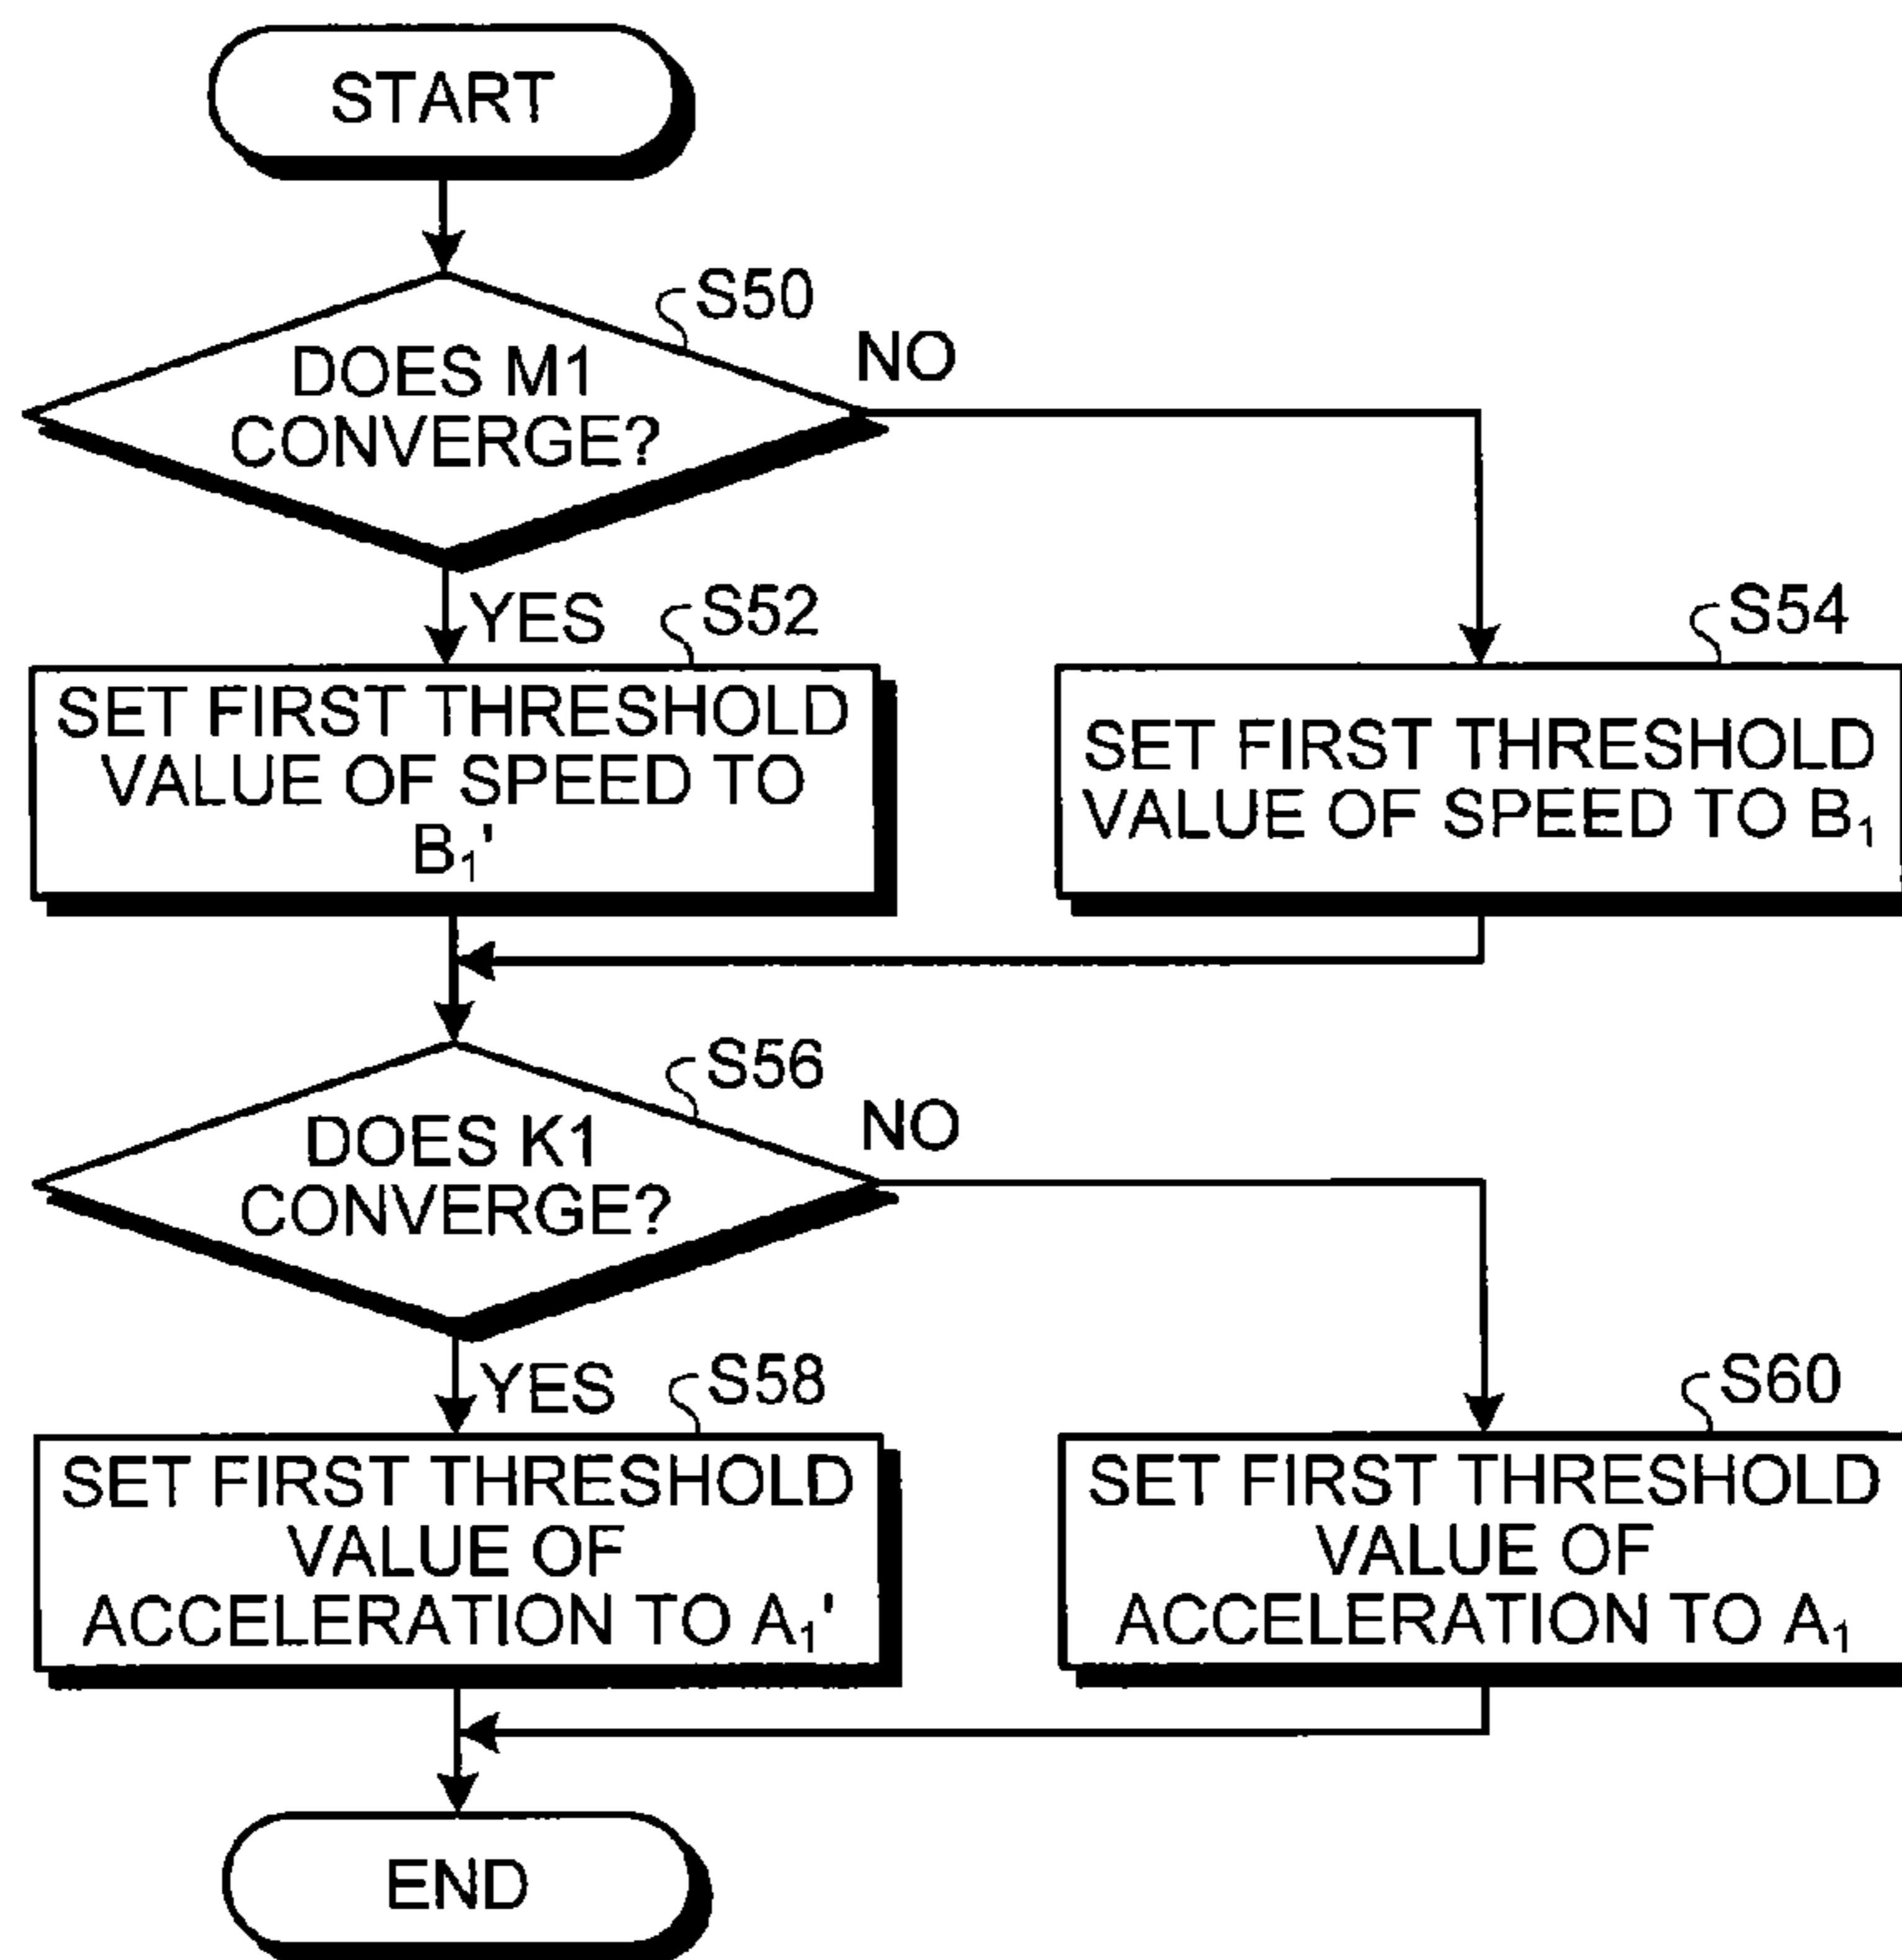 START
S50
DOES M1
CONVERGE?
NO
YES
S52
SET FIRST THRESHOLD
VALUE OF SPEED TO
B₁'
S54
SET FIRST THRESHOLD
VALUE OF SPEED TO B₁
S56
DOES K1
CONVERGE?
NO
YES
S58
SET FIRST THRESHOLD
VALUE OF
ACCELERATION TO A₁'
S60
SET FIRST THRESHOLD
VALUE OF
ACCELERATION TO A₁
END